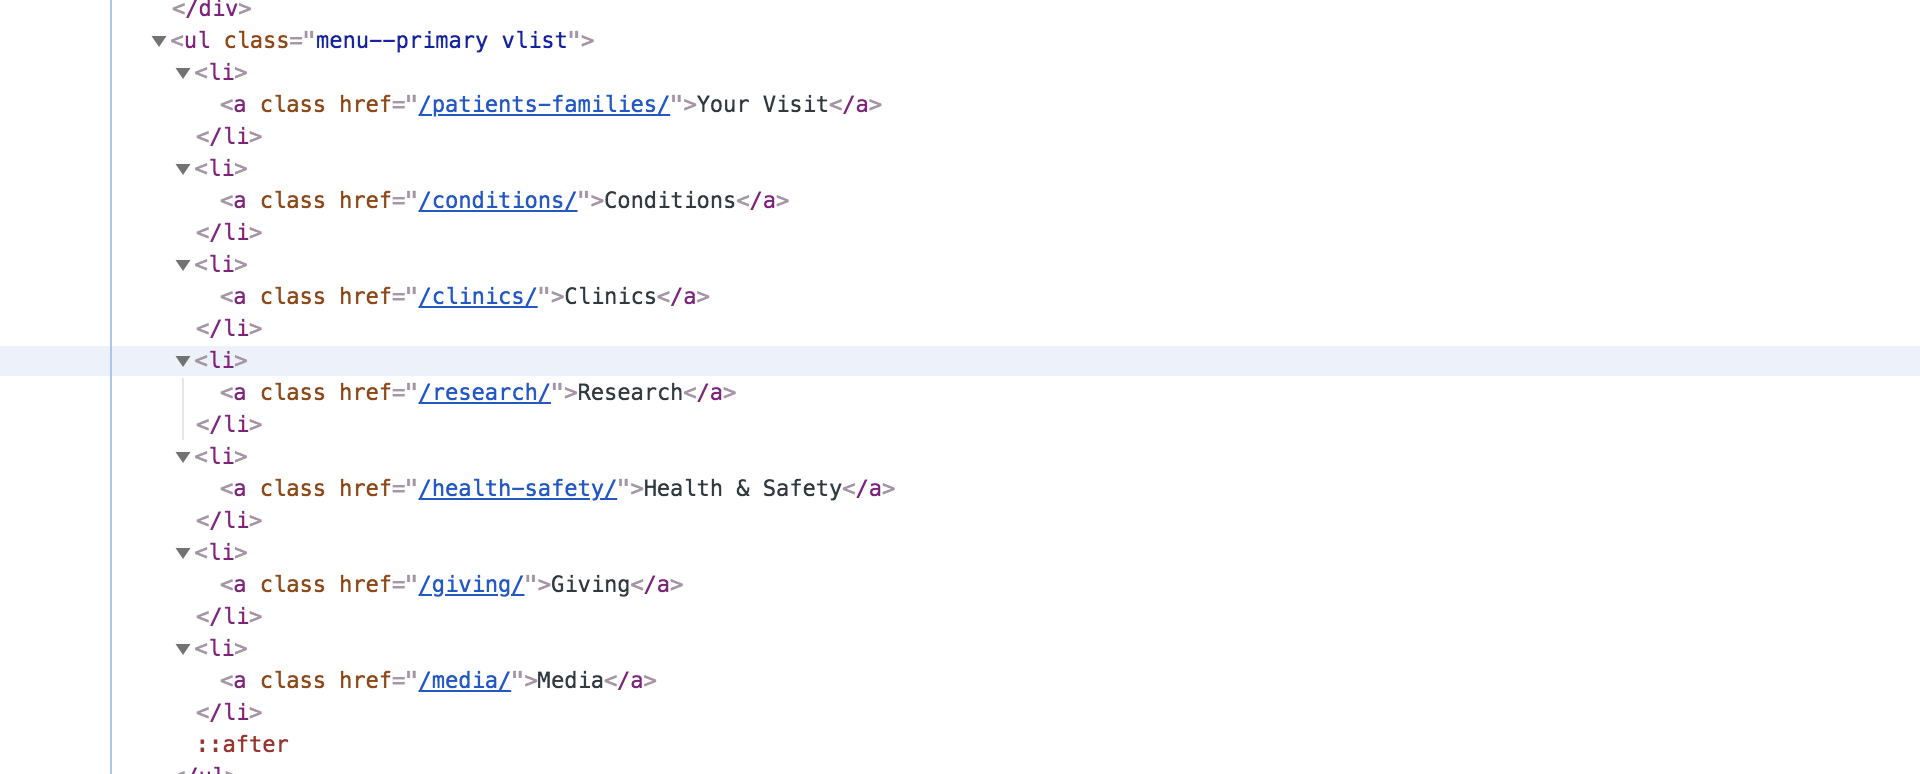 </div>
<ul class="menu--primary vlist">
<li>
<a class href="/patients-families/">Your Visit</a>
</li>
<li>
<a class href="/conditions/">Conditions</a>
</li>
<li>
<a class href="/clinics/">Clinics</a>
</li>
<li>
<a class href="/research/">Research</a>
</li>
<li>
<a class href="/health-safety/">Health & Safety</a>
</li>
<li>
<a class href="/giving/">Giving</a>
</li>
<li>
<a class href="/media/">Media</a>
</li>
::after
</ul>